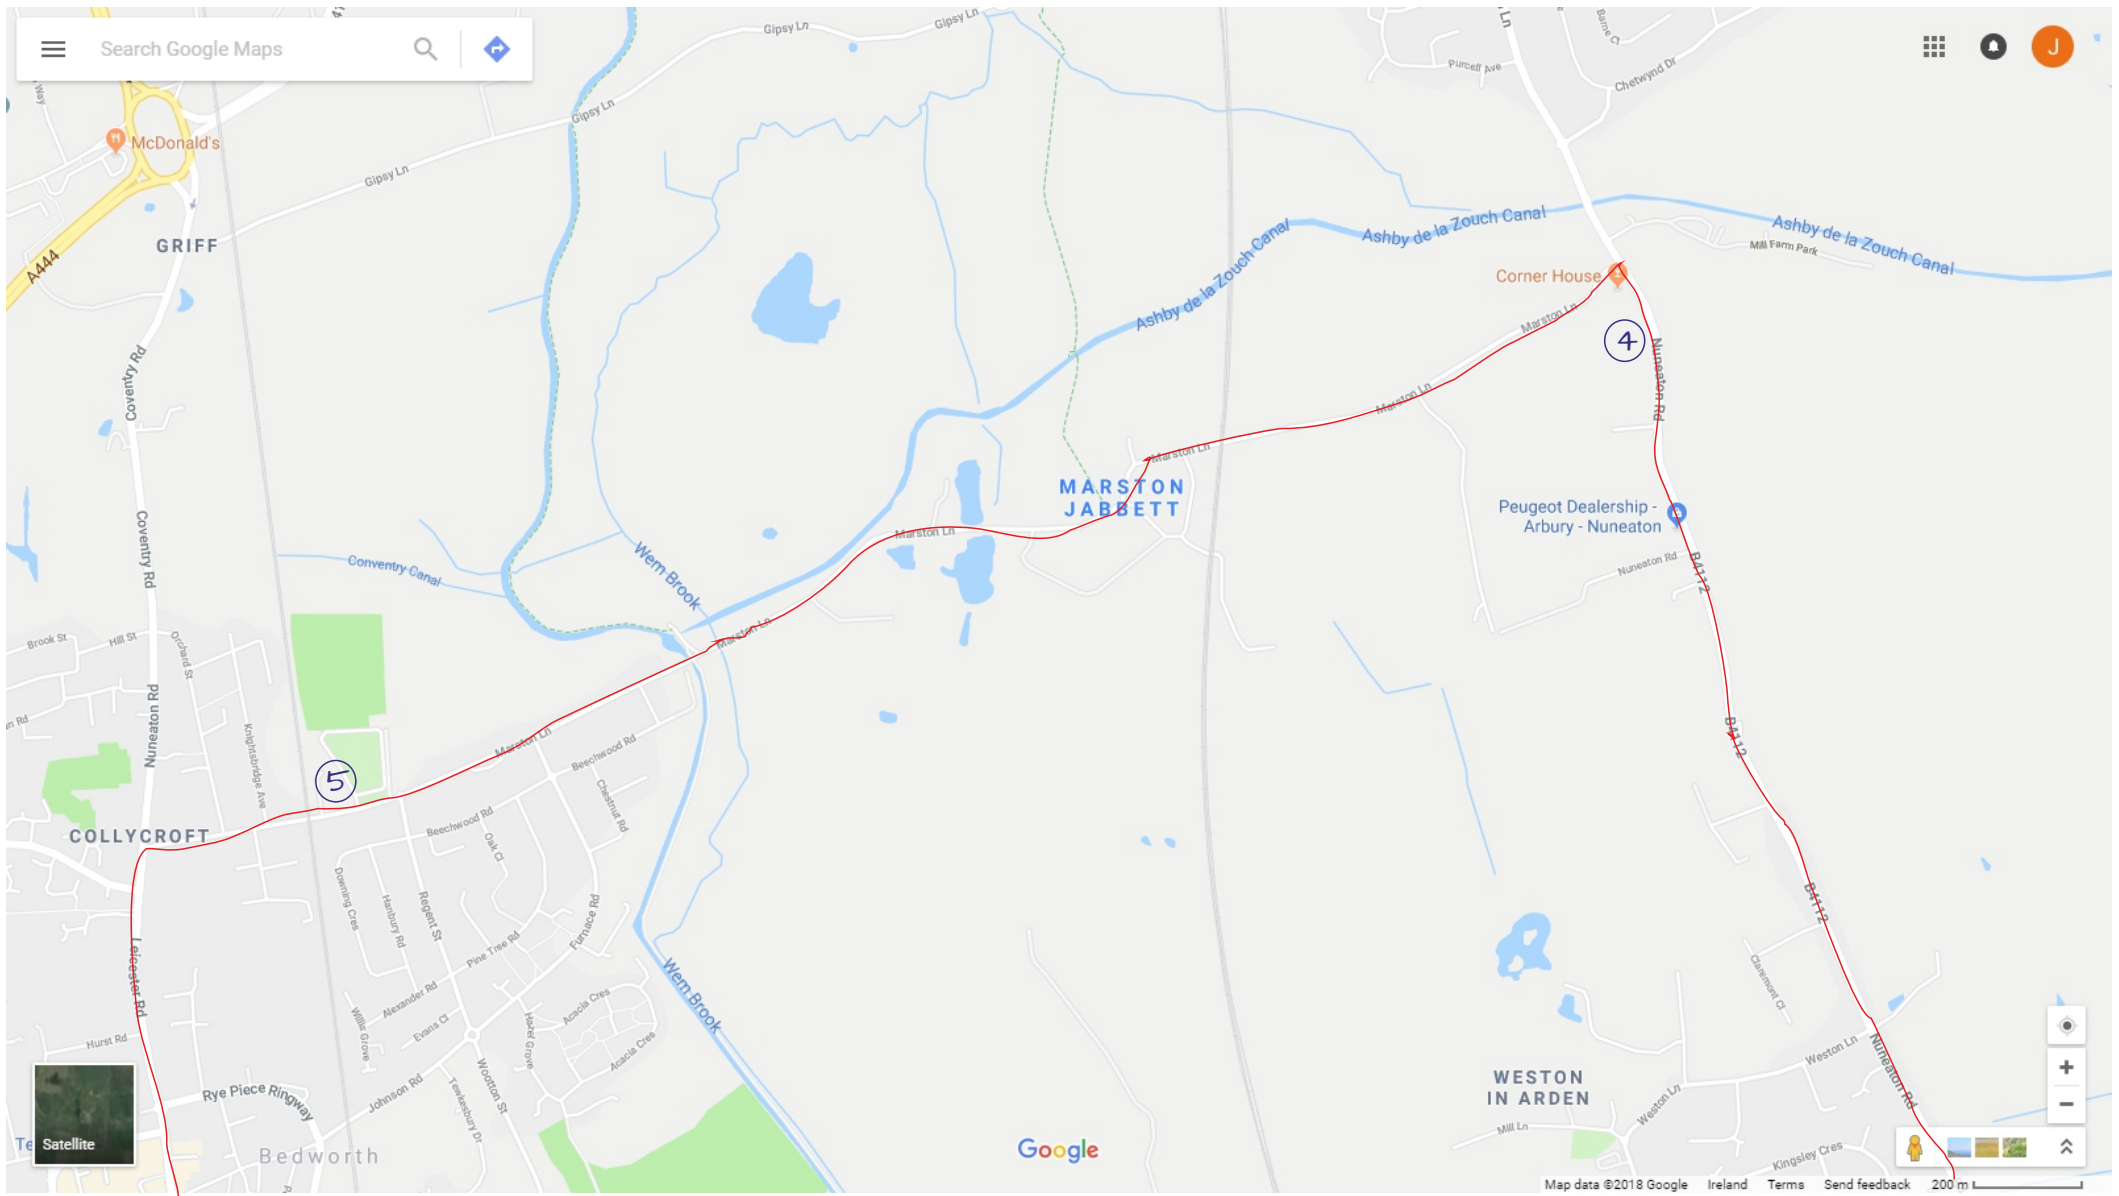 Search Google Maps
J
Way
McDonald's
A444
GRIFF
Gipsy Ln
Gipsy Ln
Gipsy Ln
Gipsy Ln
Ln
Barne Ct
Purcell Ave
Chetwynd Dr
Ashby de la Zouch Canal
Ashby de la Zouch Canal
Ashby de la Zouch Canal
Mill Farm Park
Corner House
Marston Ln
4
Nuneaton Rd
Coventry Rd
Marston Ln
Marston Ln
MARSTON
JABBETT
Peugeot Dealership -
Arbury - Nuneaton
Nuneaton Rd
B4112
Coventry Rd
Conventry Canal
Wem Brook
Marston Ln
Marston Ln
Brook St
Hill St
Orchard St
Nuneaton Rd
Knightsbridge Ave
B4112
Marston Ln
Beechwood Rd
5
Chestnut Rd
COLLYCROFT
Beechwood Rd
Oak Cl
Downing Cres
Hanbury Rd
Regent St
Furnace Rd
Pine Tree Rd
B4112
Leicester Rd
Claremont Cl
Wem Brook
Alexander Rd
Acacia Cres
Willis Grove
Evans Cl
Hazel Grove
Acacia Cres
Hurst Rd
Weston Ln
Nuneaton Rd
Rye Piece Ringway
Johnson Rd
Wootton St
Tewkesbury Dr
WESTON
IN ARDEN
Weston Ln
Mill Ln
Satellite
Bedworth
Google
Kingsley Cres
Map data ©2018 Google Ireland Terms Send feedback 200 m